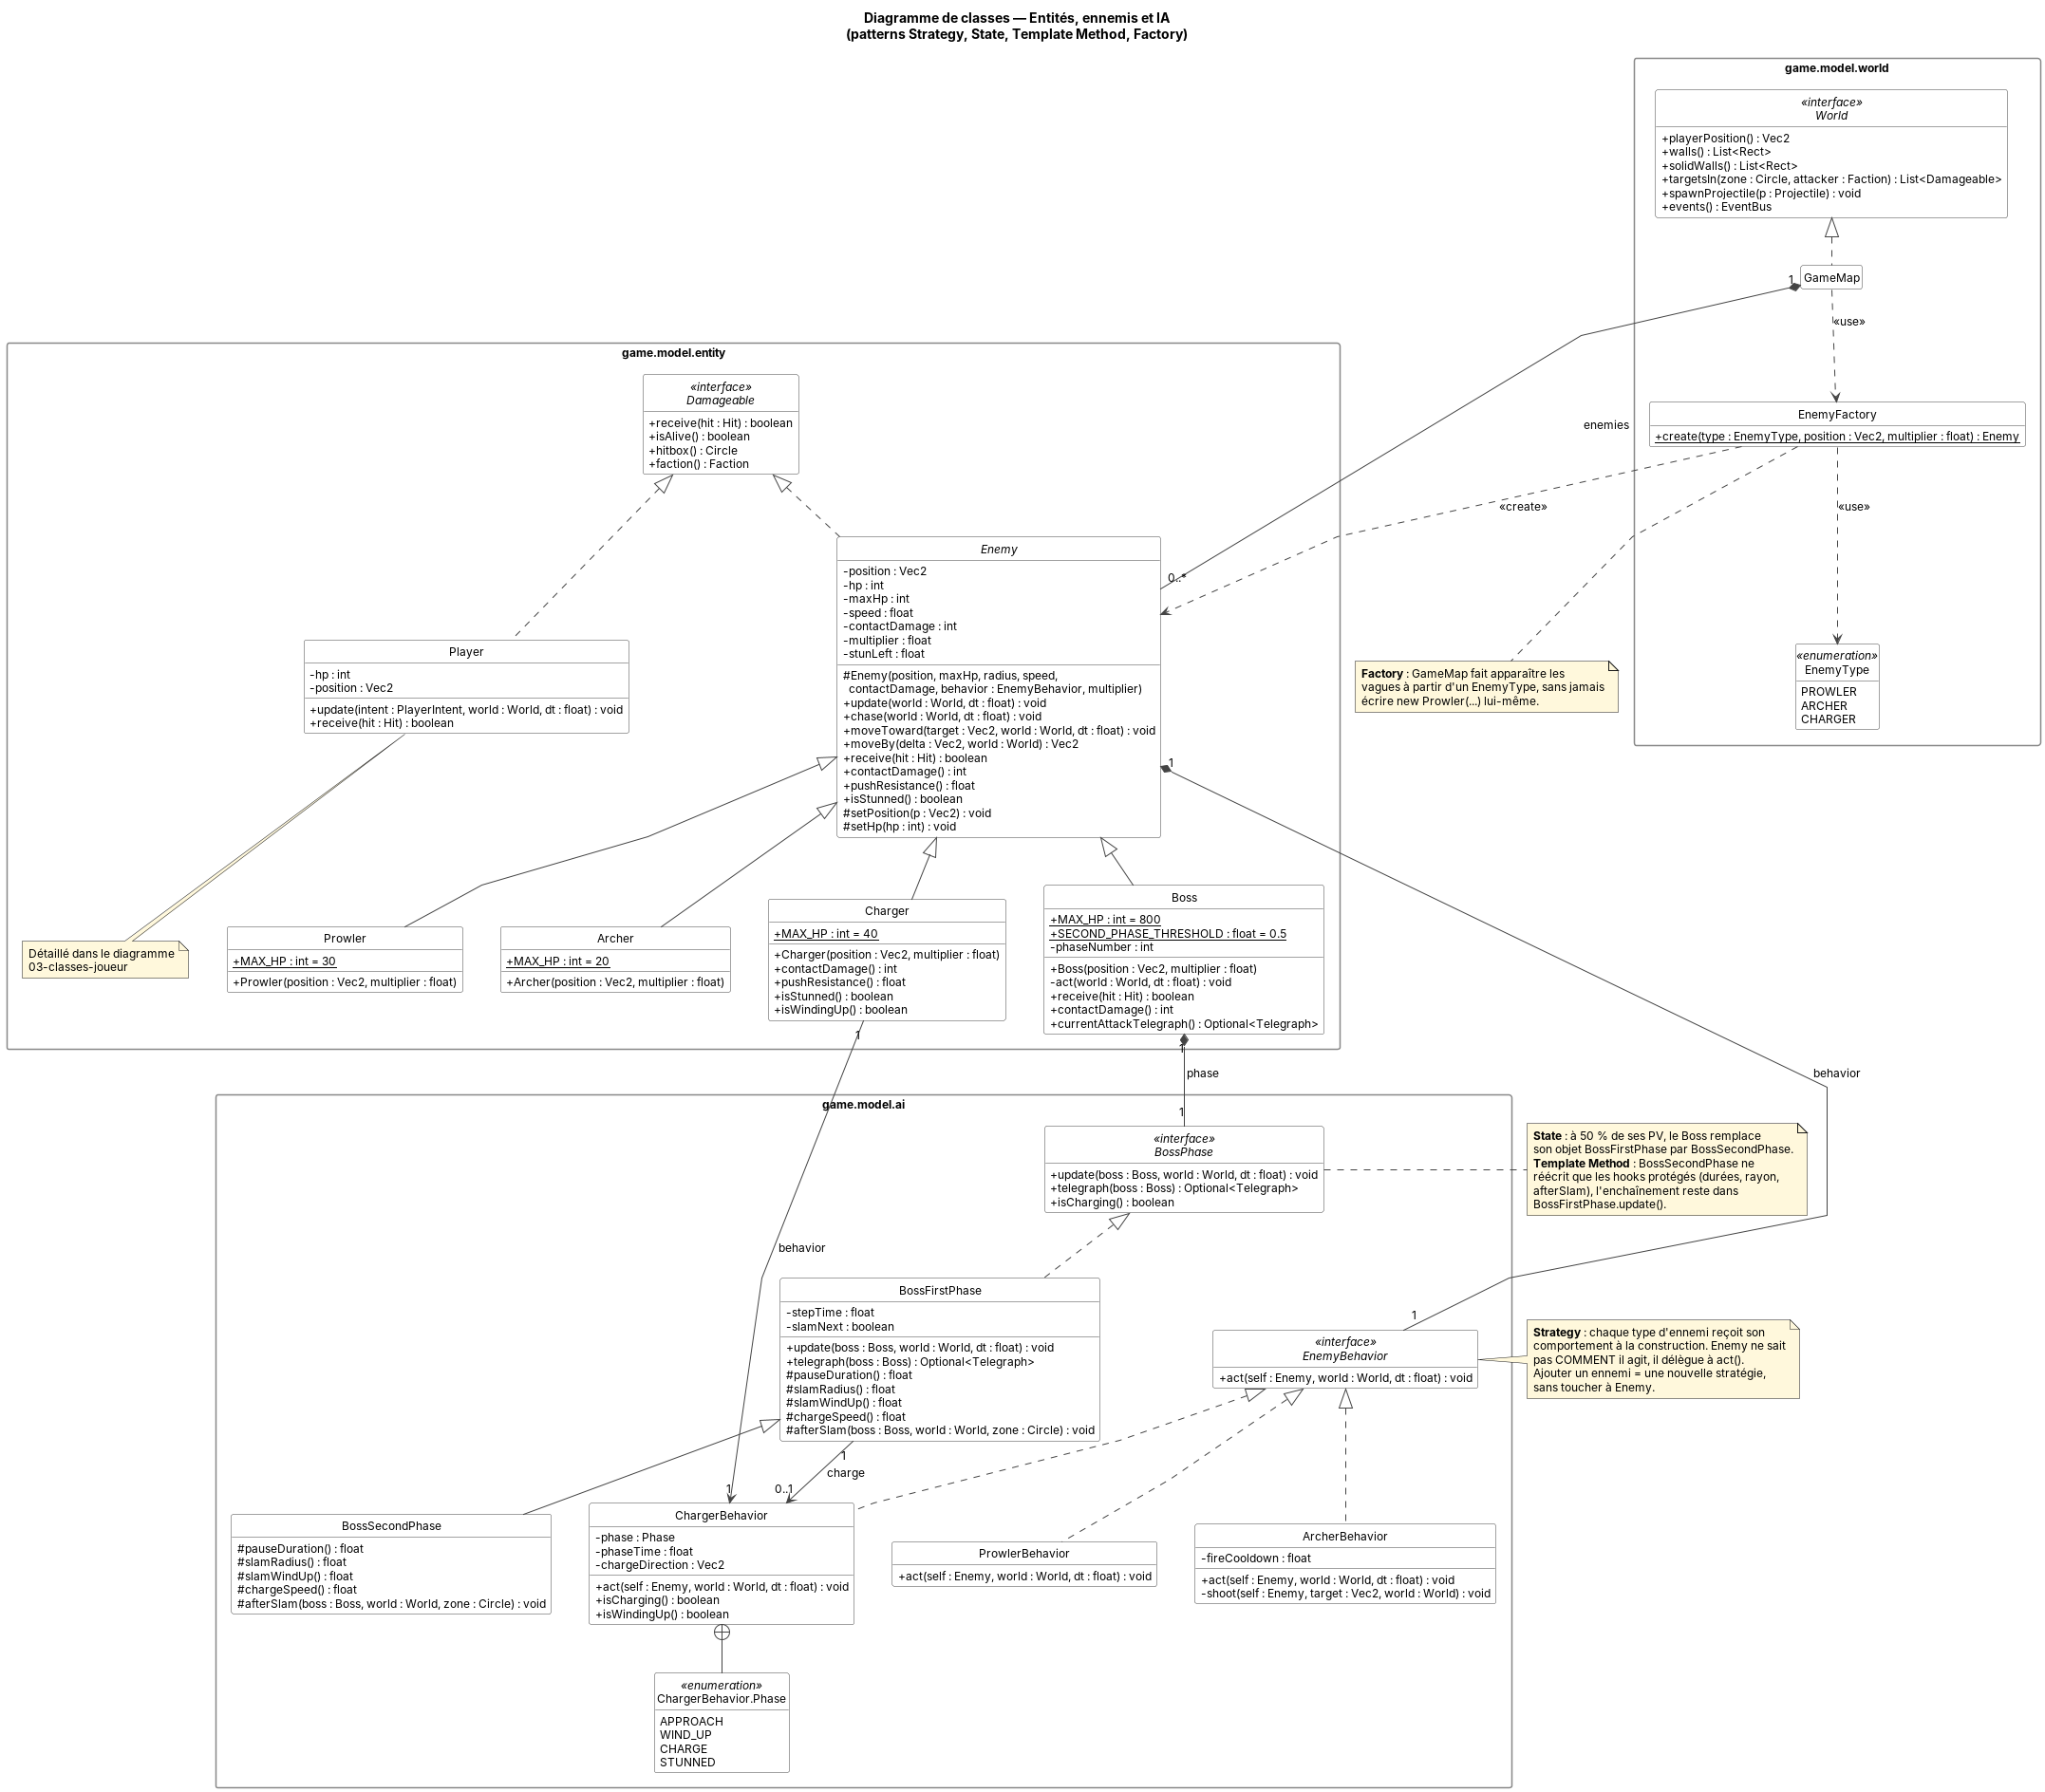 Diagramme de classes — Entités, ennemis et IA
(patterns Strategy, State, Template Method, Factory)
game.model.world
«interface»
World
+playerPosition() : Vec2
+walls() : List<Rect>
+solidWalls() : List<Rect>
+targetsIn(zone : Circle, attacker : Faction) : List<Damageable>
+spawnProjectile(p : Projectile) : void
+events() : EventBus
1
GameMap
«use»
game.model.entity
«interface»
Damageable
+receive(hit : Hit) : boolean
+isAlive() : boolean
+hitbox() : Circle
+faction() : Faction
enemies
EnemyFactory
+create(type : EnemyType, position : Vec2, multiplier : float) : Enemy
«create»
«use»
Enemy
-position : Vec2
-hp : int
-maxHp : int
-speed : float
-contactDamage : int
-multiplier : float
-stunLeft : float
#Enemy(position, maxHp, radius, speed,
contactDamage, behavior : EnemyBehavior, multiplier)
+update(world : World, dt : float) : void
+chase(world : World, dt : float) : void
+moveToward(target : Vec2, world : World, dt : float) : void
+moveBy(delta : Vec2, world : World) : Vec2
+receive(hit : Hit) : boolean
+contactDamage() : int
+pushResistance() : float
+isStunned() : boolean
#setPosition(p : Vec2) : void
#setHp(hp : int) : void
0..*
1
Player
-hp : int
-position : Vec2
+update(intent : PlayerIntent, world : World, dt : float) : void
+receive(hit : Hit) : boolean
Factory : GameMap fait apparaître les
vagues à partir d'un EnemyType, sans jamais
écrire new Prowler(...) lui-même.
«enumeration»
EnemyType
PROWLER
ARCHER
CHARGER
Détaillé dans le diagramme
03-classes-joueur
Prowler
+MAX_HP : int = 30
+Prowler(position : Vec2, multiplier : float)
Archer
+MAX_HP : int = 20
+Archer(position : Vec2, multiplier : float)
Charger
+MAX_HP : int = 40
+Charger(position : Vec2, multiplier : float)
+contactDamage() : int
+pushResistance() : float
+isStunned() : boolean
+isWindingUp() : boolean
1
Boss
+MAX_HP : int = 800
+SECOND_PHASE_THRESHOLD : float = 0.5
-phaseNumber : int
+Boss(position : Vec2, multiplier : float)
-act(world : World, dt : float) : void
+receive(hit : Hit) : boolean
+contactDamage() : int
+currentAttackTelegraph() : Optional<Telegraph>
1
phase
behavior
game.model.ai
1
«interface»
BossPhase
+update(boss : Boss, world : World, dt : float) : void
+telegraph(boss : Boss) : Optional<Telegraph>
+isCharging() : boolean
State : à 50 % de ses PV, le Boss remplace
son objet BossFirstPhase par BossSecondPhase.
Template Method : BossSecondPhase ne
réécrit que les hooks protégés (durées, rayon,
afterSlam), l'enchaînement reste dans
BossFirstPhase.update().
behavior
BossFirstPhase
-stepTime : float
-slamNext : boolean
+update(boss : Boss, world : World, dt : float) : void
+telegraph(boss : Boss) : Optional<Telegraph>
#pauseDuration() : float
#slamRadius() : float
#slamWindUp() : float
#chargeSpeed() : float
#afterSlam(boss : Boss, world : World, zone : Circle) : void
1
«interface»
EnemyBehavior
+act(self : Enemy, world : World, dt : float) : void
Strategy : chaque type d'ennemi reçoit son
comportement à la construction. Enemy ne sait
pas COMMENT il agit, il délègue à act().
Ajouter un ennemi = une nouvelle stratégie,
sans toucher à Enemy.
1
charge
1
0..1
BossSecondPhase
#pauseDuration() : float
#slamRadius() : float
#slamWindUp() : float
#chargeSpeed() : float
#afterSlam(boss : Boss, world : World, zone : Circle) : void
ChargerBehavior
-phase : Phase
-phaseTime : float
-chargeDirection : Vec2
+act(self : Enemy, world : World, dt : float) : void
+isCharging() : boolean
+isWindingUp() : boolean
ProwlerBehavior
+act(self : Enemy, world : World, dt : float) : void
ArcherBehavior
-fireCooldown : float
+act(self : Enemy, world : World, dt : float) : void
-shoot(self : Enemy, target : Vec2, world : World) : void
«enumeration»
ChargerBehavior.Phase
APPROACH
WIND_UP
CHARGE
STUNNED